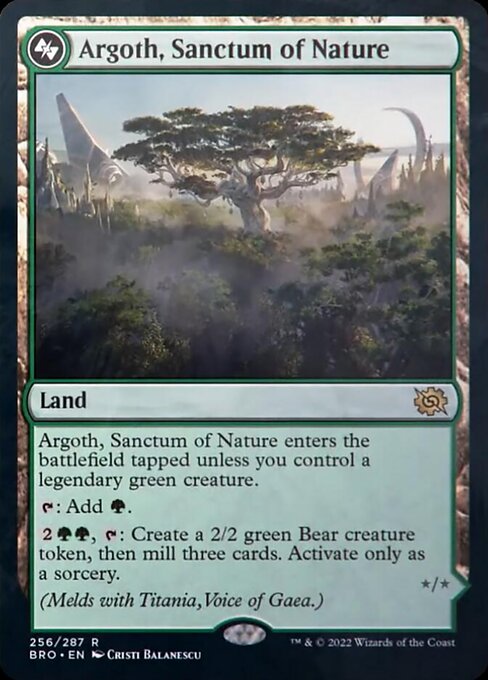 Argoth, Sanctum of Nature
Land
Argoth, Sanctum of Nature enters the
battlefield tapped unless you control a
legendary green creature.
: Add .
2, : Create a 2/2 green Bear creature
token, then mill three cards. Activate only as
a sorcery.
*/*
(Melds with Titania,Voice of Gaea.)
256/287 R
BRO • EN Cristi Balanescu
™ & © 2022 Wizards of the Coast